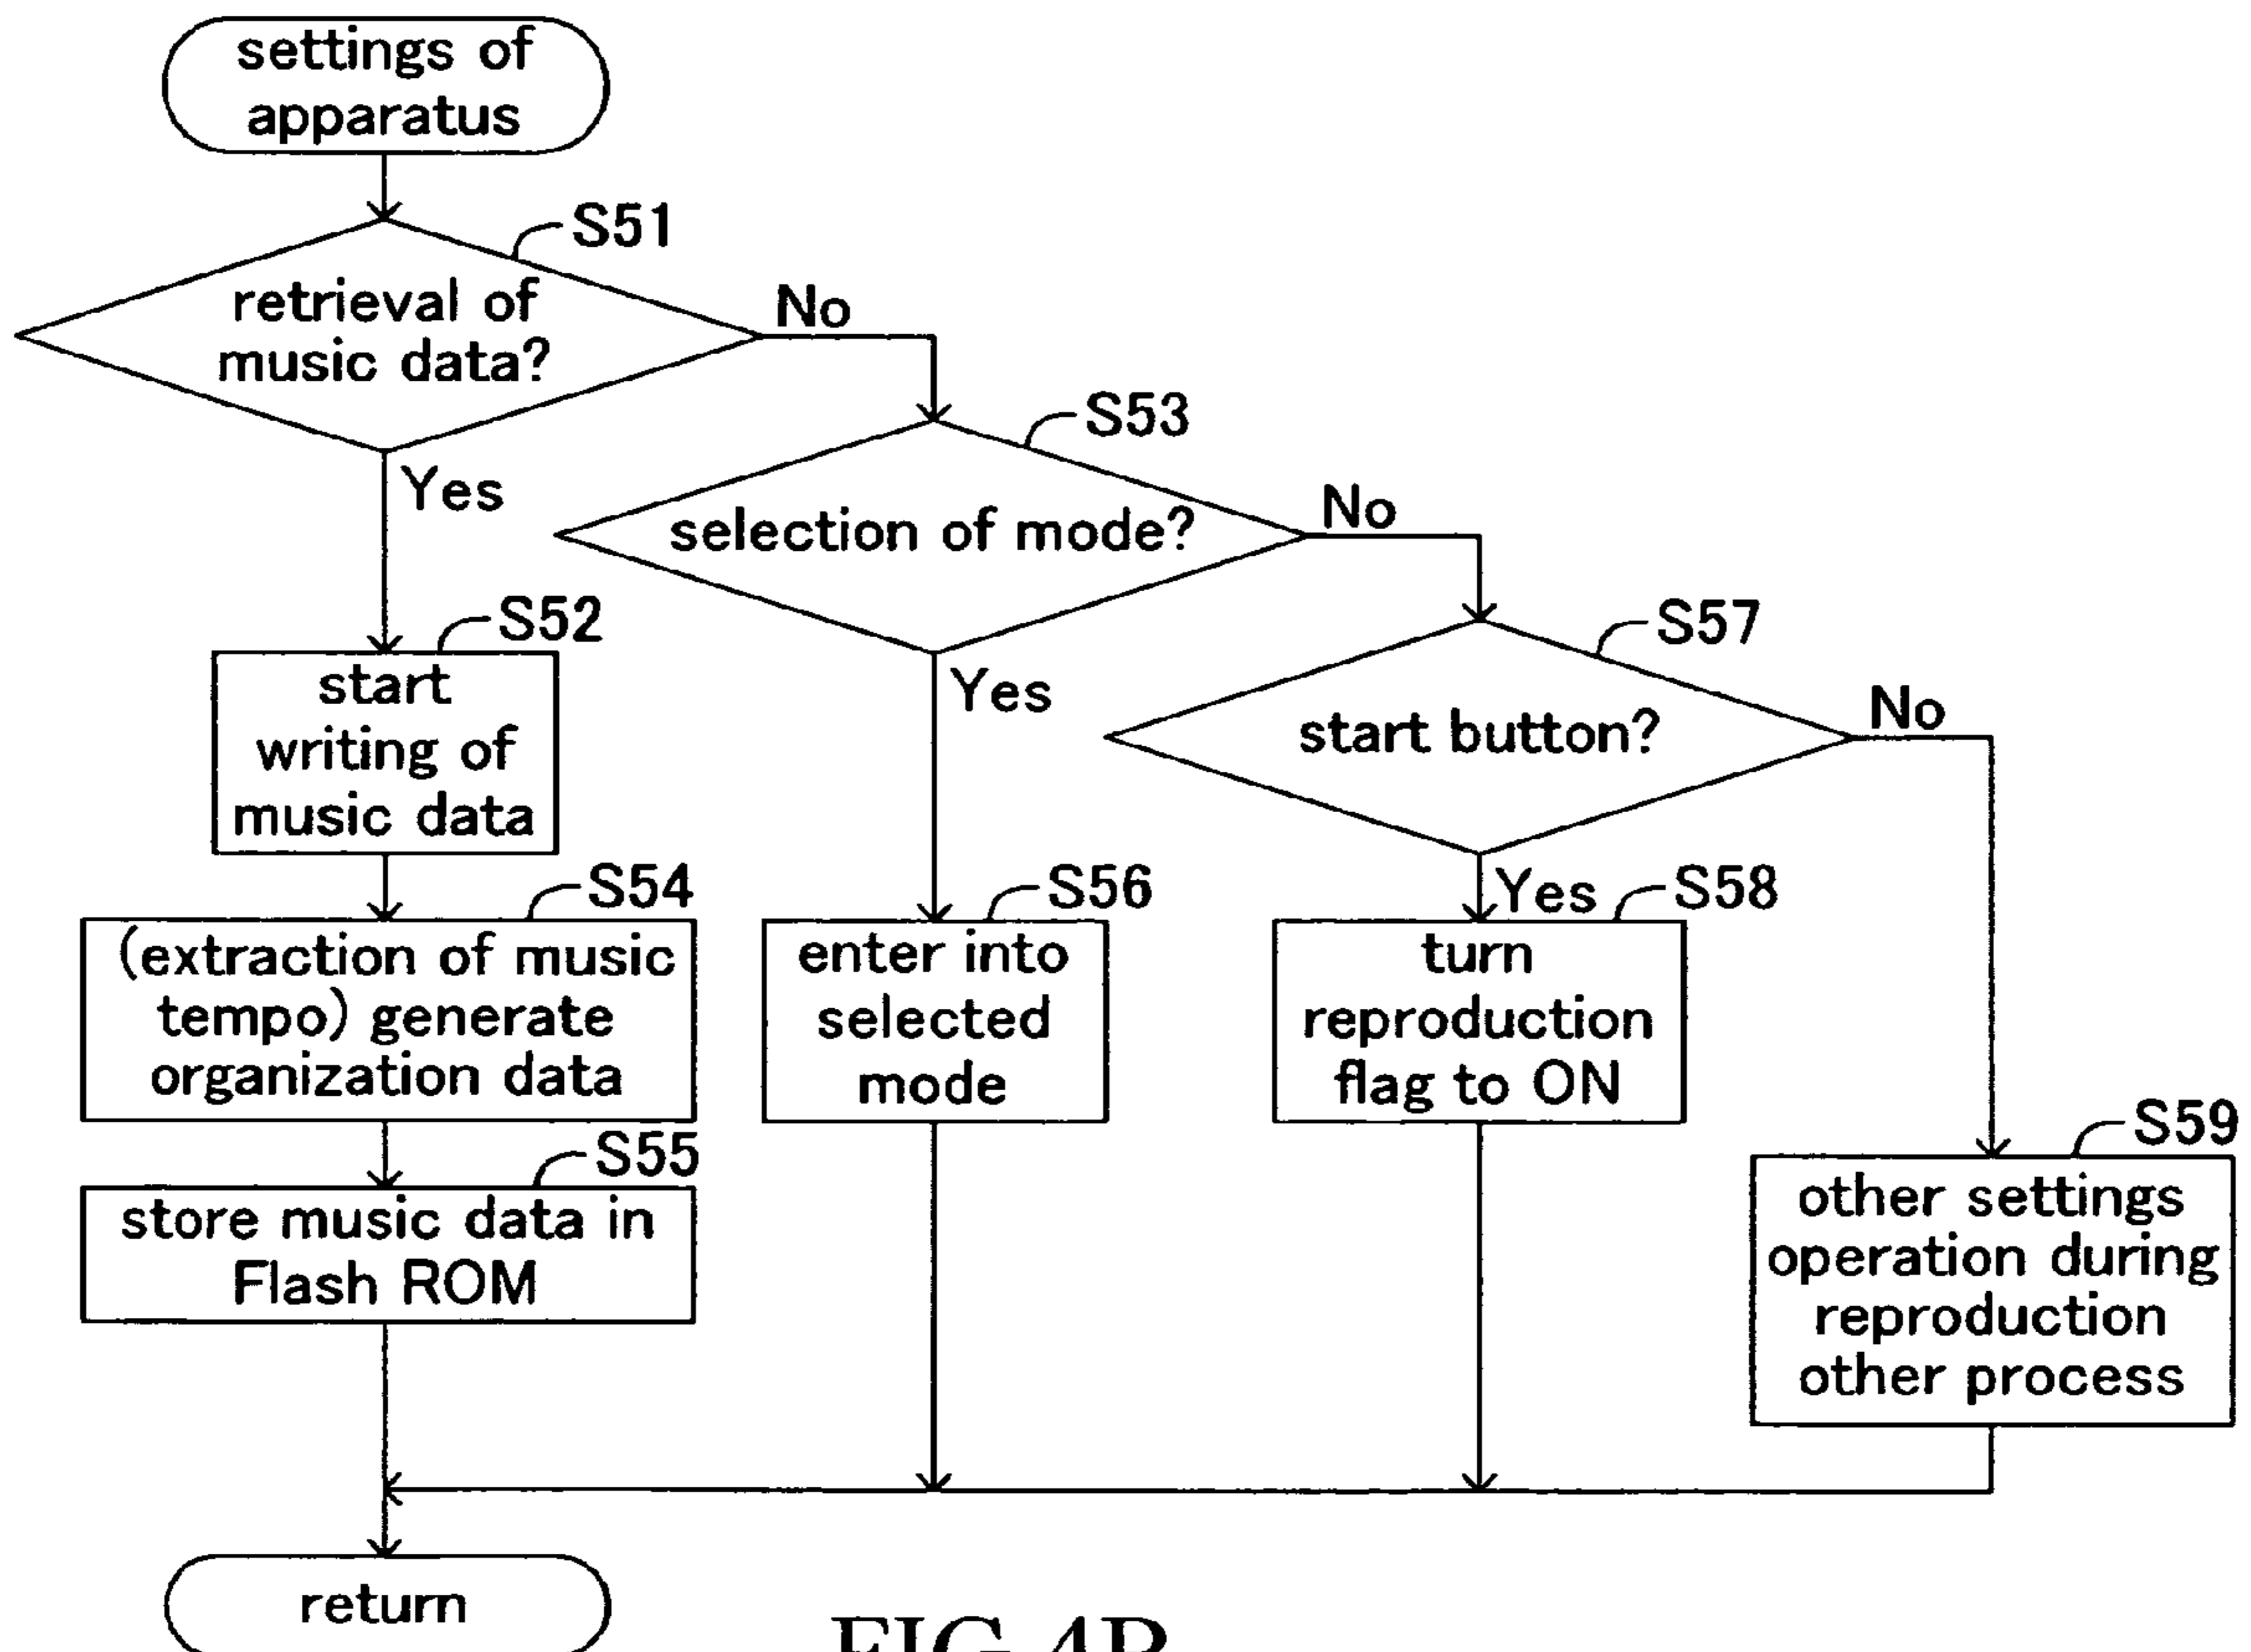 settings of
apparatus
S51
retrieval of
music data?
No
Yes
S53
selection of mode?
No
Yes
S57
start button?
No
Yes
S52
start
writing of
music data
S54
(extraction of music
tempo) generate
organization data
S55
store music data in
Flash ROM
S56
enter into
selected
mode
S58
turn
reproduction
flag to ON
S59
other settings
operation during
reproduction
other process
return
FIG.4B